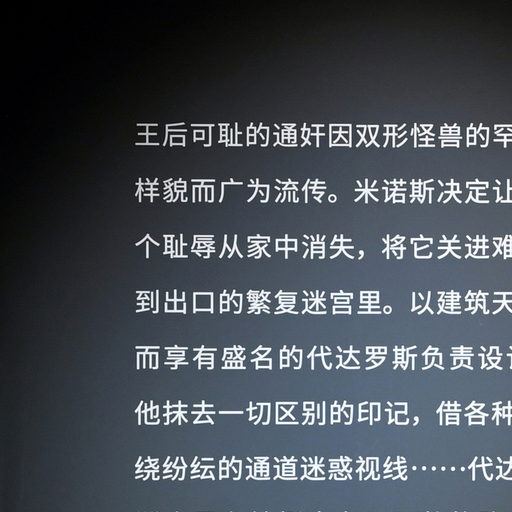 王后可耻的通奸因双形怪兽的罕
样貌而广为流传。米诺斯决定让
个耻辱从家中消失，将它关进难
到出口的繁复迷宫里。以建筑天
而享有盛名的代达罗斯负责设计
他抹去一切区别的印记，借各种
绕纷纭的通道迷惑视线……代达